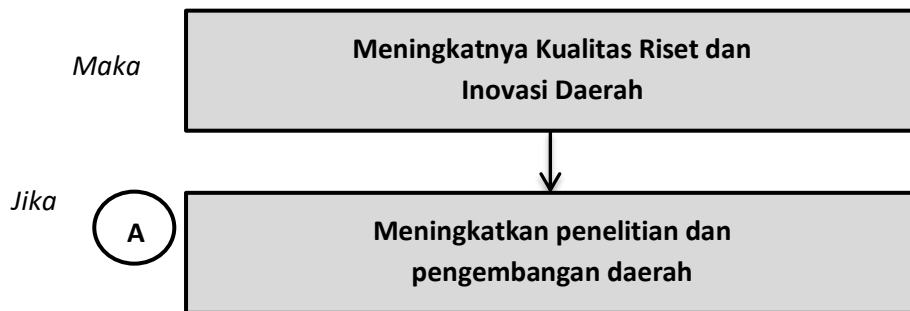 Maka
Meningkatnya Kualitas Riset dan
Inovasi Daerah
Jika
A
Meningkatkan penelitian dan
pengembangan daerah